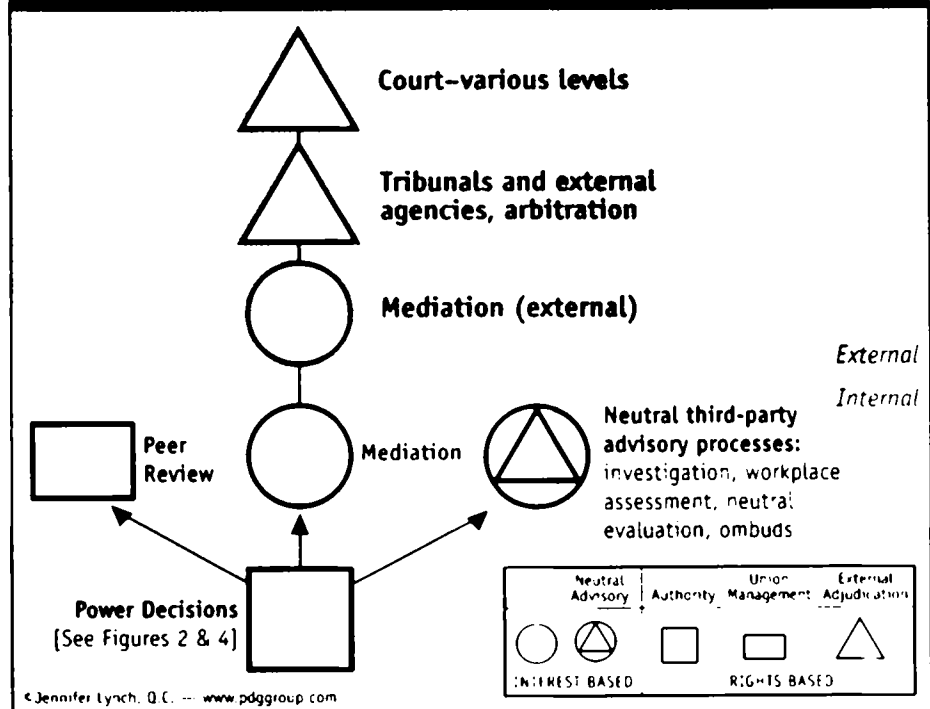 Court–various levels
Tribunals and external
agencies, arbitration
Mediation (external)
External
Internal
Peer
Review
Mediation
Neutral third-party
advisory processes:
investigation, workplace
assessment, neutral
evaluation, ombuds
Power Decisions
[See Figures 2 & 4]
Neutral
Advisory
Authority
Union
Management
External
Adjudication
INTEREST BASED
RIGHTS BASED
©Jennifer Lynch, Q.C. --- www.pdggroup.com